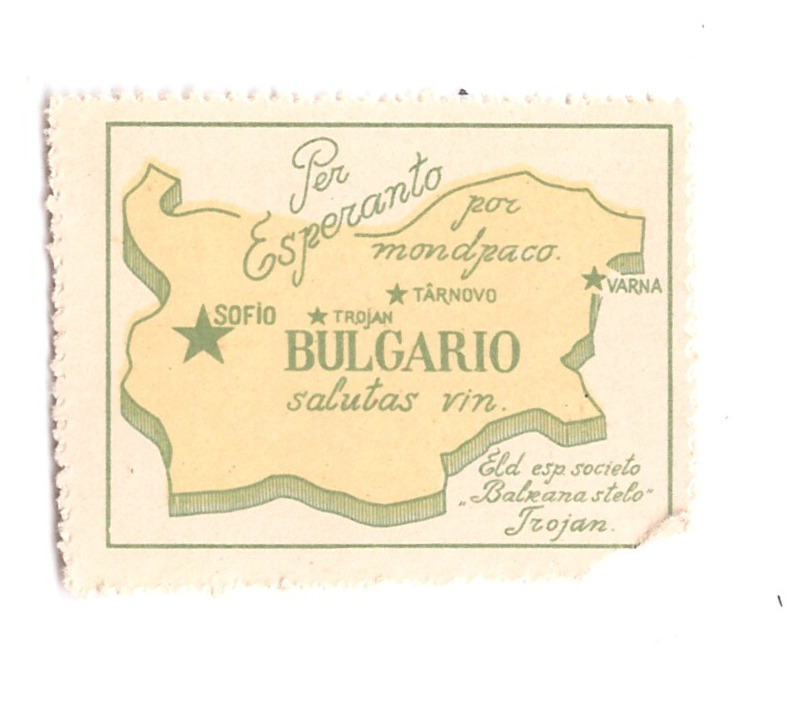 Per
Esperanto
por
mondpaco.
VARNA
TÂRNOVO
SOFIO
TROJAN
BULGARIO
salutas vin.
Eld esp. societo
„Balkana stelo“
Trojan.